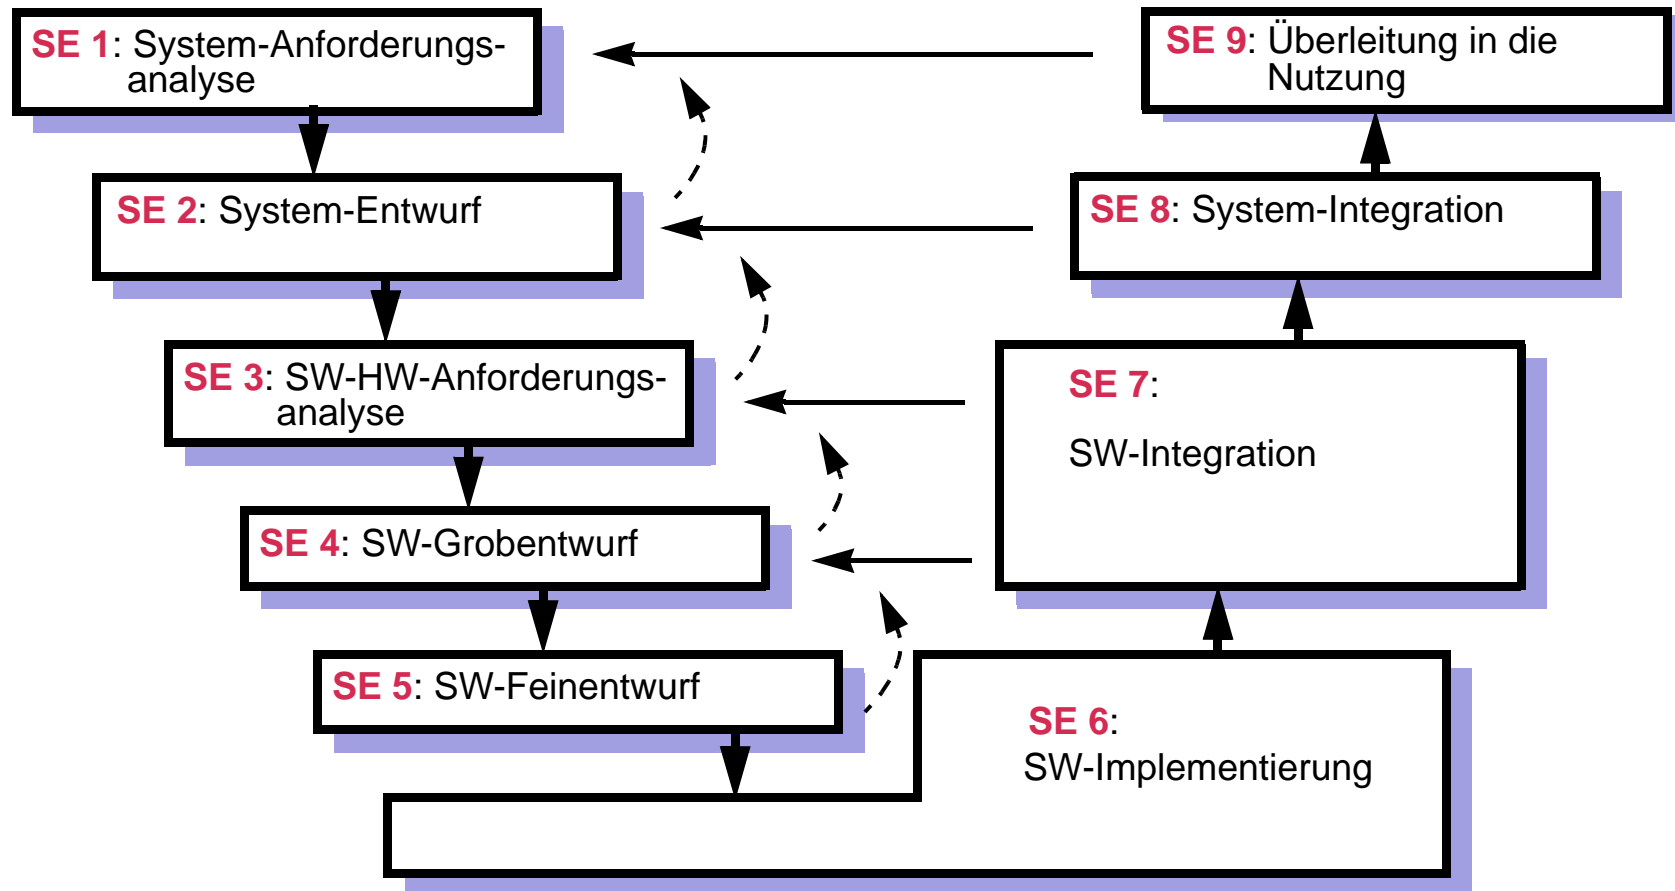 SE 1: System-Anforderungs-
analyse
SE 2: System-Entwurf
SE 3: SW-HW-Anforderungs-
analyse
SE 4: SW-Grobentwurf
SE 5: SW-Feinentwurf
SE 6:
SW-Implementierung
SE 7:
SW-Integration
SE 8: System-Integration
SE 9: Überleitung in die
Nutzung